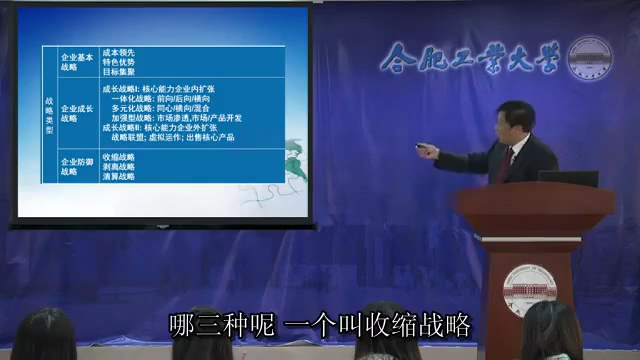 合肥工业大学
战略类型
企业基本战略
成本领先
特色优势
目标集聚
企业成长战略
成长战略I: 核心能力企业内扩张
一体化战略: 前向/后向/横向
多元化战略: 同心/横向/混合
加强型战略: 市场渗透,市场/产品开发
成长战略II: 核心能力企业外扩张
战略联盟; 虚拟运作; 出售核心产品
企业防御战略
收缩战略
剥离战略
清算战略
哪三种呢 一个叫收缩战略